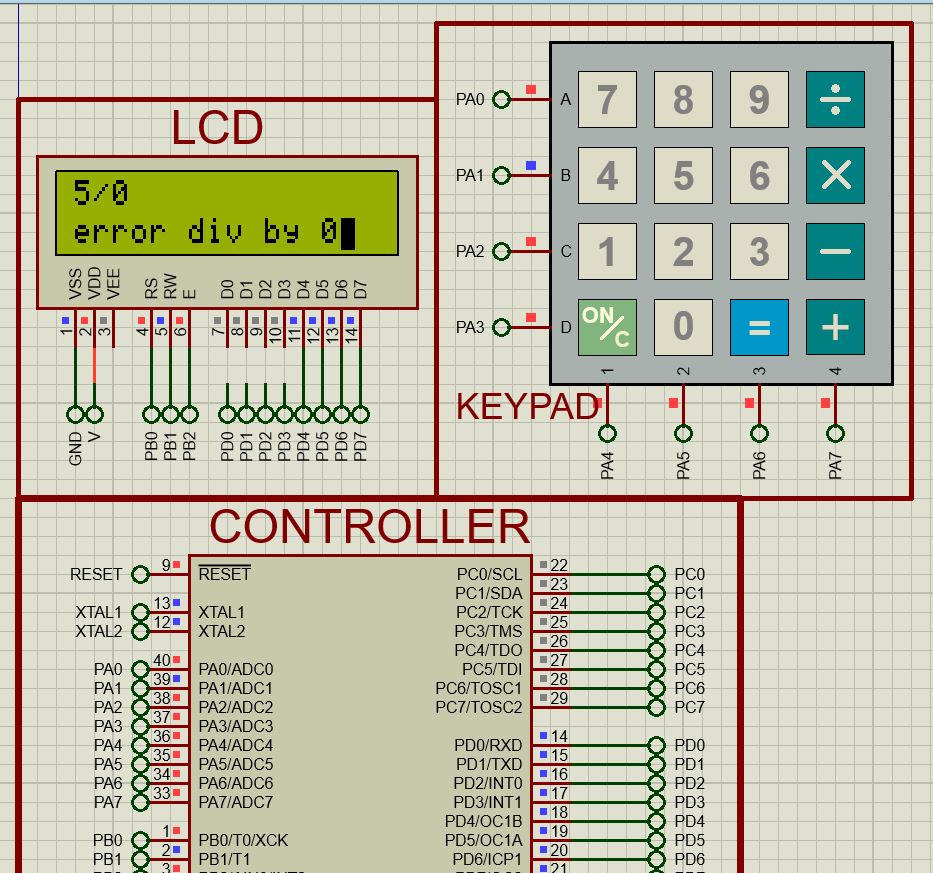 LCD
5/0
error div by 0
VSS VDD VEE RS RW E D0 D1 D2 D3 D4 D5 D6 D7
1 2 3 4 5 6 7 8 9 10 11 12 13 14
GND V PB0 PB1 PB2 PD0 PD1 PD2 PD3 PD4 PD5 PD6 PD7
PA0 A 7 8 9 ÷
PA1 B 4 5 6 ×
PA2 C 1 2 3 −
PA3 D ON/C 0 = +
1 2 3 4
KEYPAD
PA4 PA5 PA6 PA7
CONTROLLER
RESET 9 RESET PC0/SCL 22 PC0
PC1/SDA 23 PC1
XTAL1 13 XTAL1 PC2/TCK 24 PC2
XTAL2 12 XTAL2 PC3/TMS 25 PC3
PC4/TDO 26 PC4
PA0 40 PA0/ADC0 PC5/TDI 27 PC5
PA1 39 PA1/ADC1 PC6/TOSC1 28 PC6
PA2 38 PA2/ADC2 PC7/TOSC2 29 PC7
PA3 37 PA3/ADC3
PA4 36 PA4/ADC4 PD0/RXD 14 PD0
PA5 35 PA5/ADC5 PD1/TXD 15 PD1
PA6 34 PA6/ADC6 PD2/INT0 16 PD2
PA7 33 PA7/ADC7 PD3/INT1 17 PD3
PD4/OC1B 18 PD4
PB0 1 PB0/T0/XCK PD5/OC1A 19 PD5
PB1 2 PB1/T1 PD6/ICP1 20 PD6
3 21